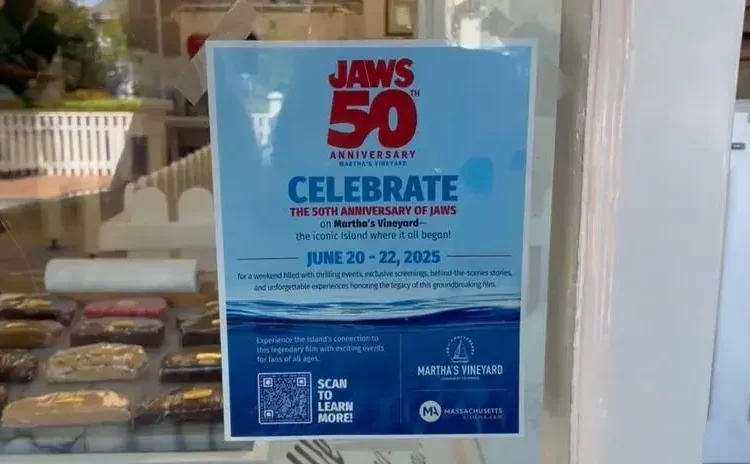 JAWS
50TH
ANNIVERSARY
MARTHA'S VINEYARD
CELEBRATE
THE 50TH ANNIVERSARY OF JAWS
on Martha's Vineyard—
the iconic Island where it all began!
JUNE 20 - 22, 2025
for a weekend filled with thrilling events, exclusive screenings, behind-the-scenes stories,
and unforgettable experiences honoring the legacy of this groundbreaking film.
Experience the island's connection to
this legendary film with exciting events
for fans of all ages.
SCAN
TO
LEARN
MORE!
MARTHA'S VINEYARD
MA
MASSACHUSETTS
We